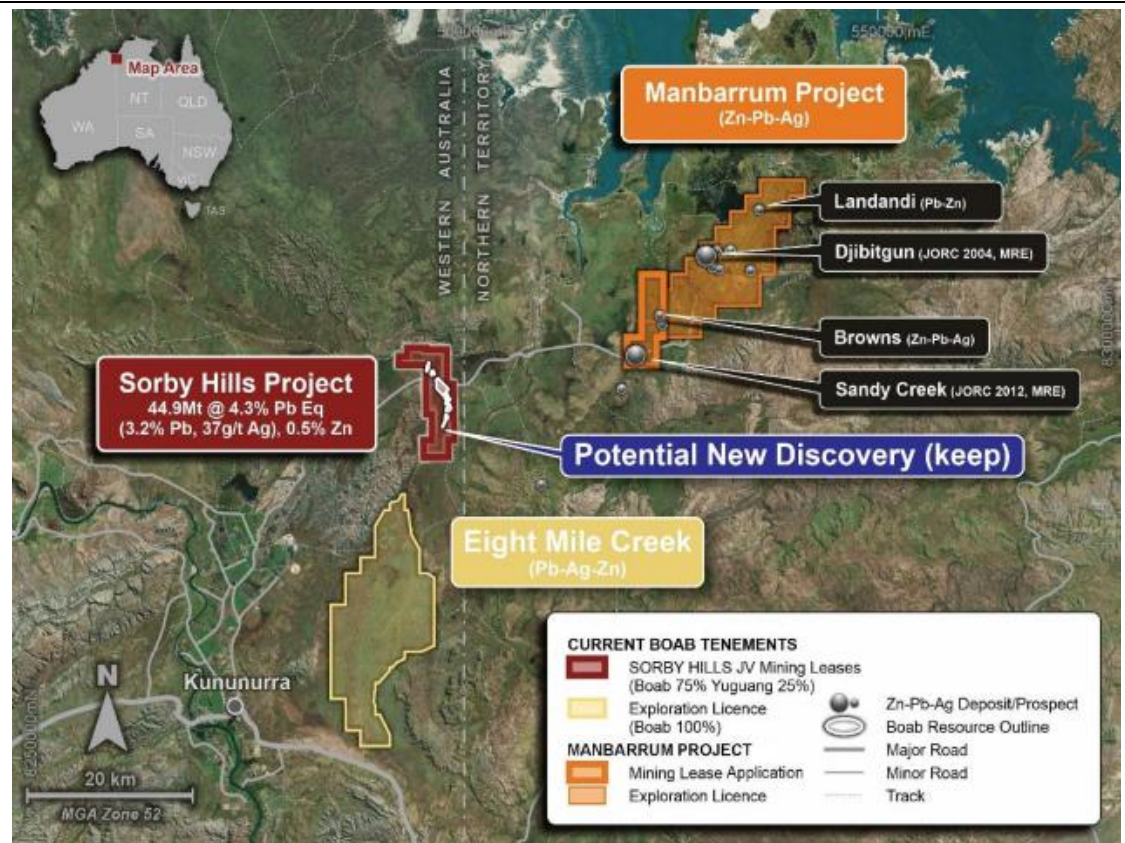 Map Area
NT
QLD
WA
SA
NSW
VIC
TAS
500000mE
550000mE
WESTERN AUSTRALIA
NORTHERN TERRITORY
Manbarrum Project
(Zn-Pb-Ag)
Landandi (Pb-Zn)
Djibitgun (JORC 2004, MRE)
Browns (Zn-Pb-Ag)
Sandy Creek (JORC 2012, MRE)
8300000mN
Sorby Hills Project
44.9Mt @ 4.3% Pb Eq
(3.2% Pb, 37g/t Ag), 0.5% Zn
Potential New Discovery (keep)
Eight Mile Creek
(Pb-Ag-Zn)
Kununurra
N
8250000mN
20 km
MGA Zone 52
CURRENT BOAB TENEMENTS
SORBY HILLS JV Mining Leases
(Boab 75% Yuguang 25%)
Exploration Licence
(Boab 100%)
MANBARRUM PROJECT
Mining Lease Application
Exploration Licence
Zn-Pb-Ag Deposit/Prospect
Boab Resource Outline
Major Road
Minor Road
Track